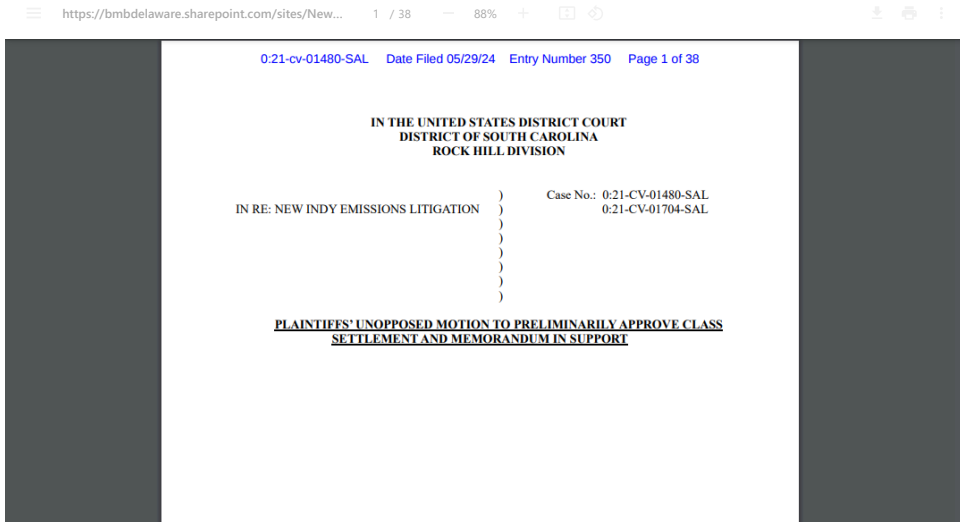 https://bmbdelaware.sharepoint.com/sites/New... 1 / 38 88%
0:21-cv-01480-SAL Date Filed 05/29/24 Entry Number 350 Page 1 of 38
IN THE UNITED STATES DISTRICT COURT
DISTRICT OF SOUTH CAROLINA
ROCK HILL DIVISION
) Case No.: 0:21-CV-01480-SAL
IN RE: NEW INDY EMISSIONS LITIGATION ) 0:21-CV-01704-SAL
)
)
)
)
)
)
PLAINTIFFS' UNOPPOSED MOTION TO PRELIMINARILY APPROVE CLASS
SETTLEMENT AND MEMORANDUM IN SUPPORT